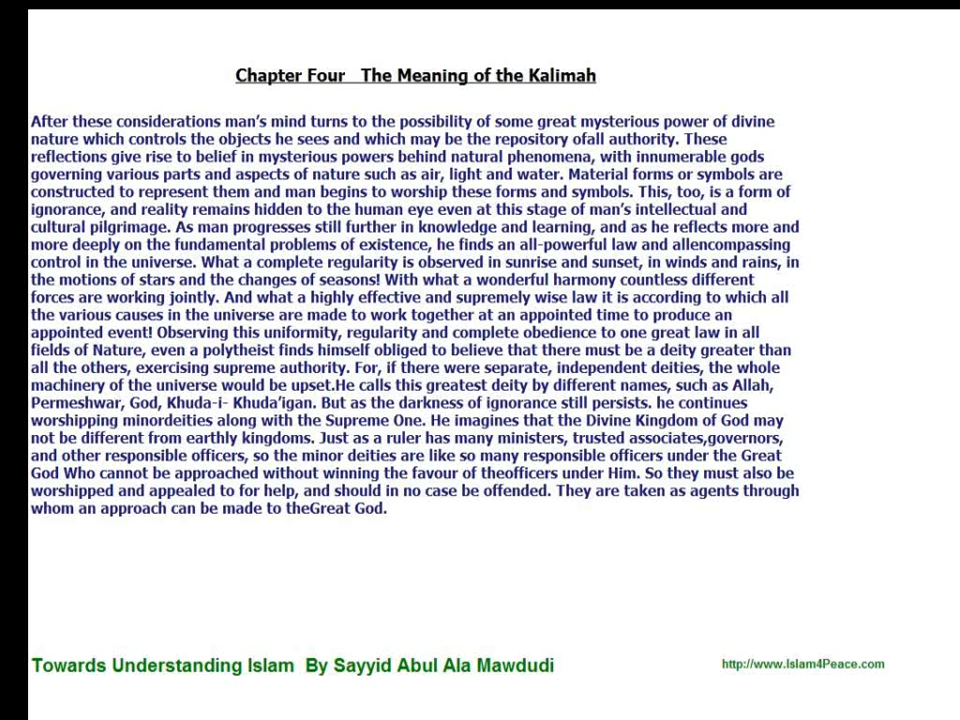 Chapter Four The Meaning of the Kalimah
After these considerations man's mind turns to the possibility of some great mysterious power of divine
nature which controls the objects he sees and which may be the repository ofall authority. These
reflections give rise to belief in mysterious powers behind natural phenomena, with innumerable gods
governing various parts and aspects of nature such as air, light and water. Material forms or symbols are
constructed to represent them and man begins to worship these forms and symbols. This, too, is a form of
ignorance, and reality remains hidden to the human eye even at this stage of man's intellectual and
cultural pilgrimage. As man progresses still further in knowledge and learning, and as he reflects more and
more deeply on the fundamental problems of existence, he finds an all-powerful law and allencompassing
control in the universe. What a complete regularity is observed in sunrise and sunset, in winds and rains, in
the motions of stars and the changes of seasons! With what a wonderful harmony countless different
forces are working jointly. And what a highly effective and supremely wise law it is according to which all
the various causes in the universe are made to work together at an appointed time to produce an
appointed event! Observing this uniformity, regularity and complete obedience to one great law in all
fields of Nature, even a polytheist finds himself obliged to believe that there must be a deity greater than
all the others, exercising supreme authority. For, if there were separate, independent deities, the whole
machinery of the universe would be upset.He calls this greatest deity by different names, such as Allah,
Permeshwar, God, Khuda-i- Khuda'igan. But as the darkness of ignorance still persists. he continues
worshipping minordeities along with the Supreme One. He imagines that the Divine Kingdom of God may
not be different from earthly kingdoms. Just as a ruler has many ministers, trusted associates,governors,
and other responsible officers, so the minor deities are like so many responsible officers under the Great
God Who cannot be approached without winning the favour of theofficers under Him. So they must also be
worshipped and appealed to for help, and should in no case be offended. They are taken as agents through
whom an approach can be made to theGreat God.
Towards Understanding Islam By Sayyid Abul Ala Mawdudi
http://www.Islam4Peace.com